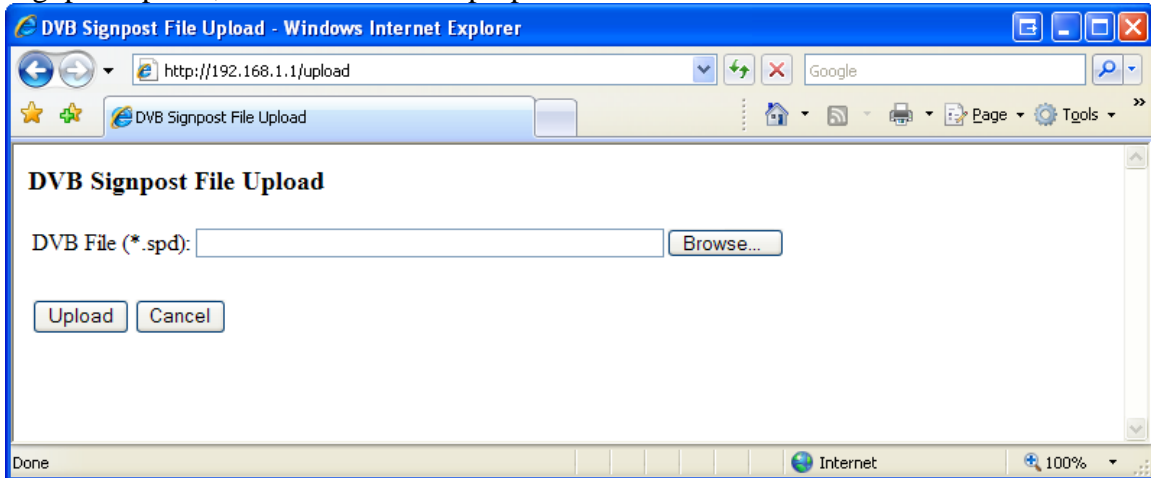 DVB Signpost File Upload - Windows Internet Explorer
http://192.168.1.1/upload
Google
DVB Signpost File Upload
Page Tools »
DVB Signpost File Upload
DVB File (*.spd): Browse...
Upload Cancel
Done Internet 100%